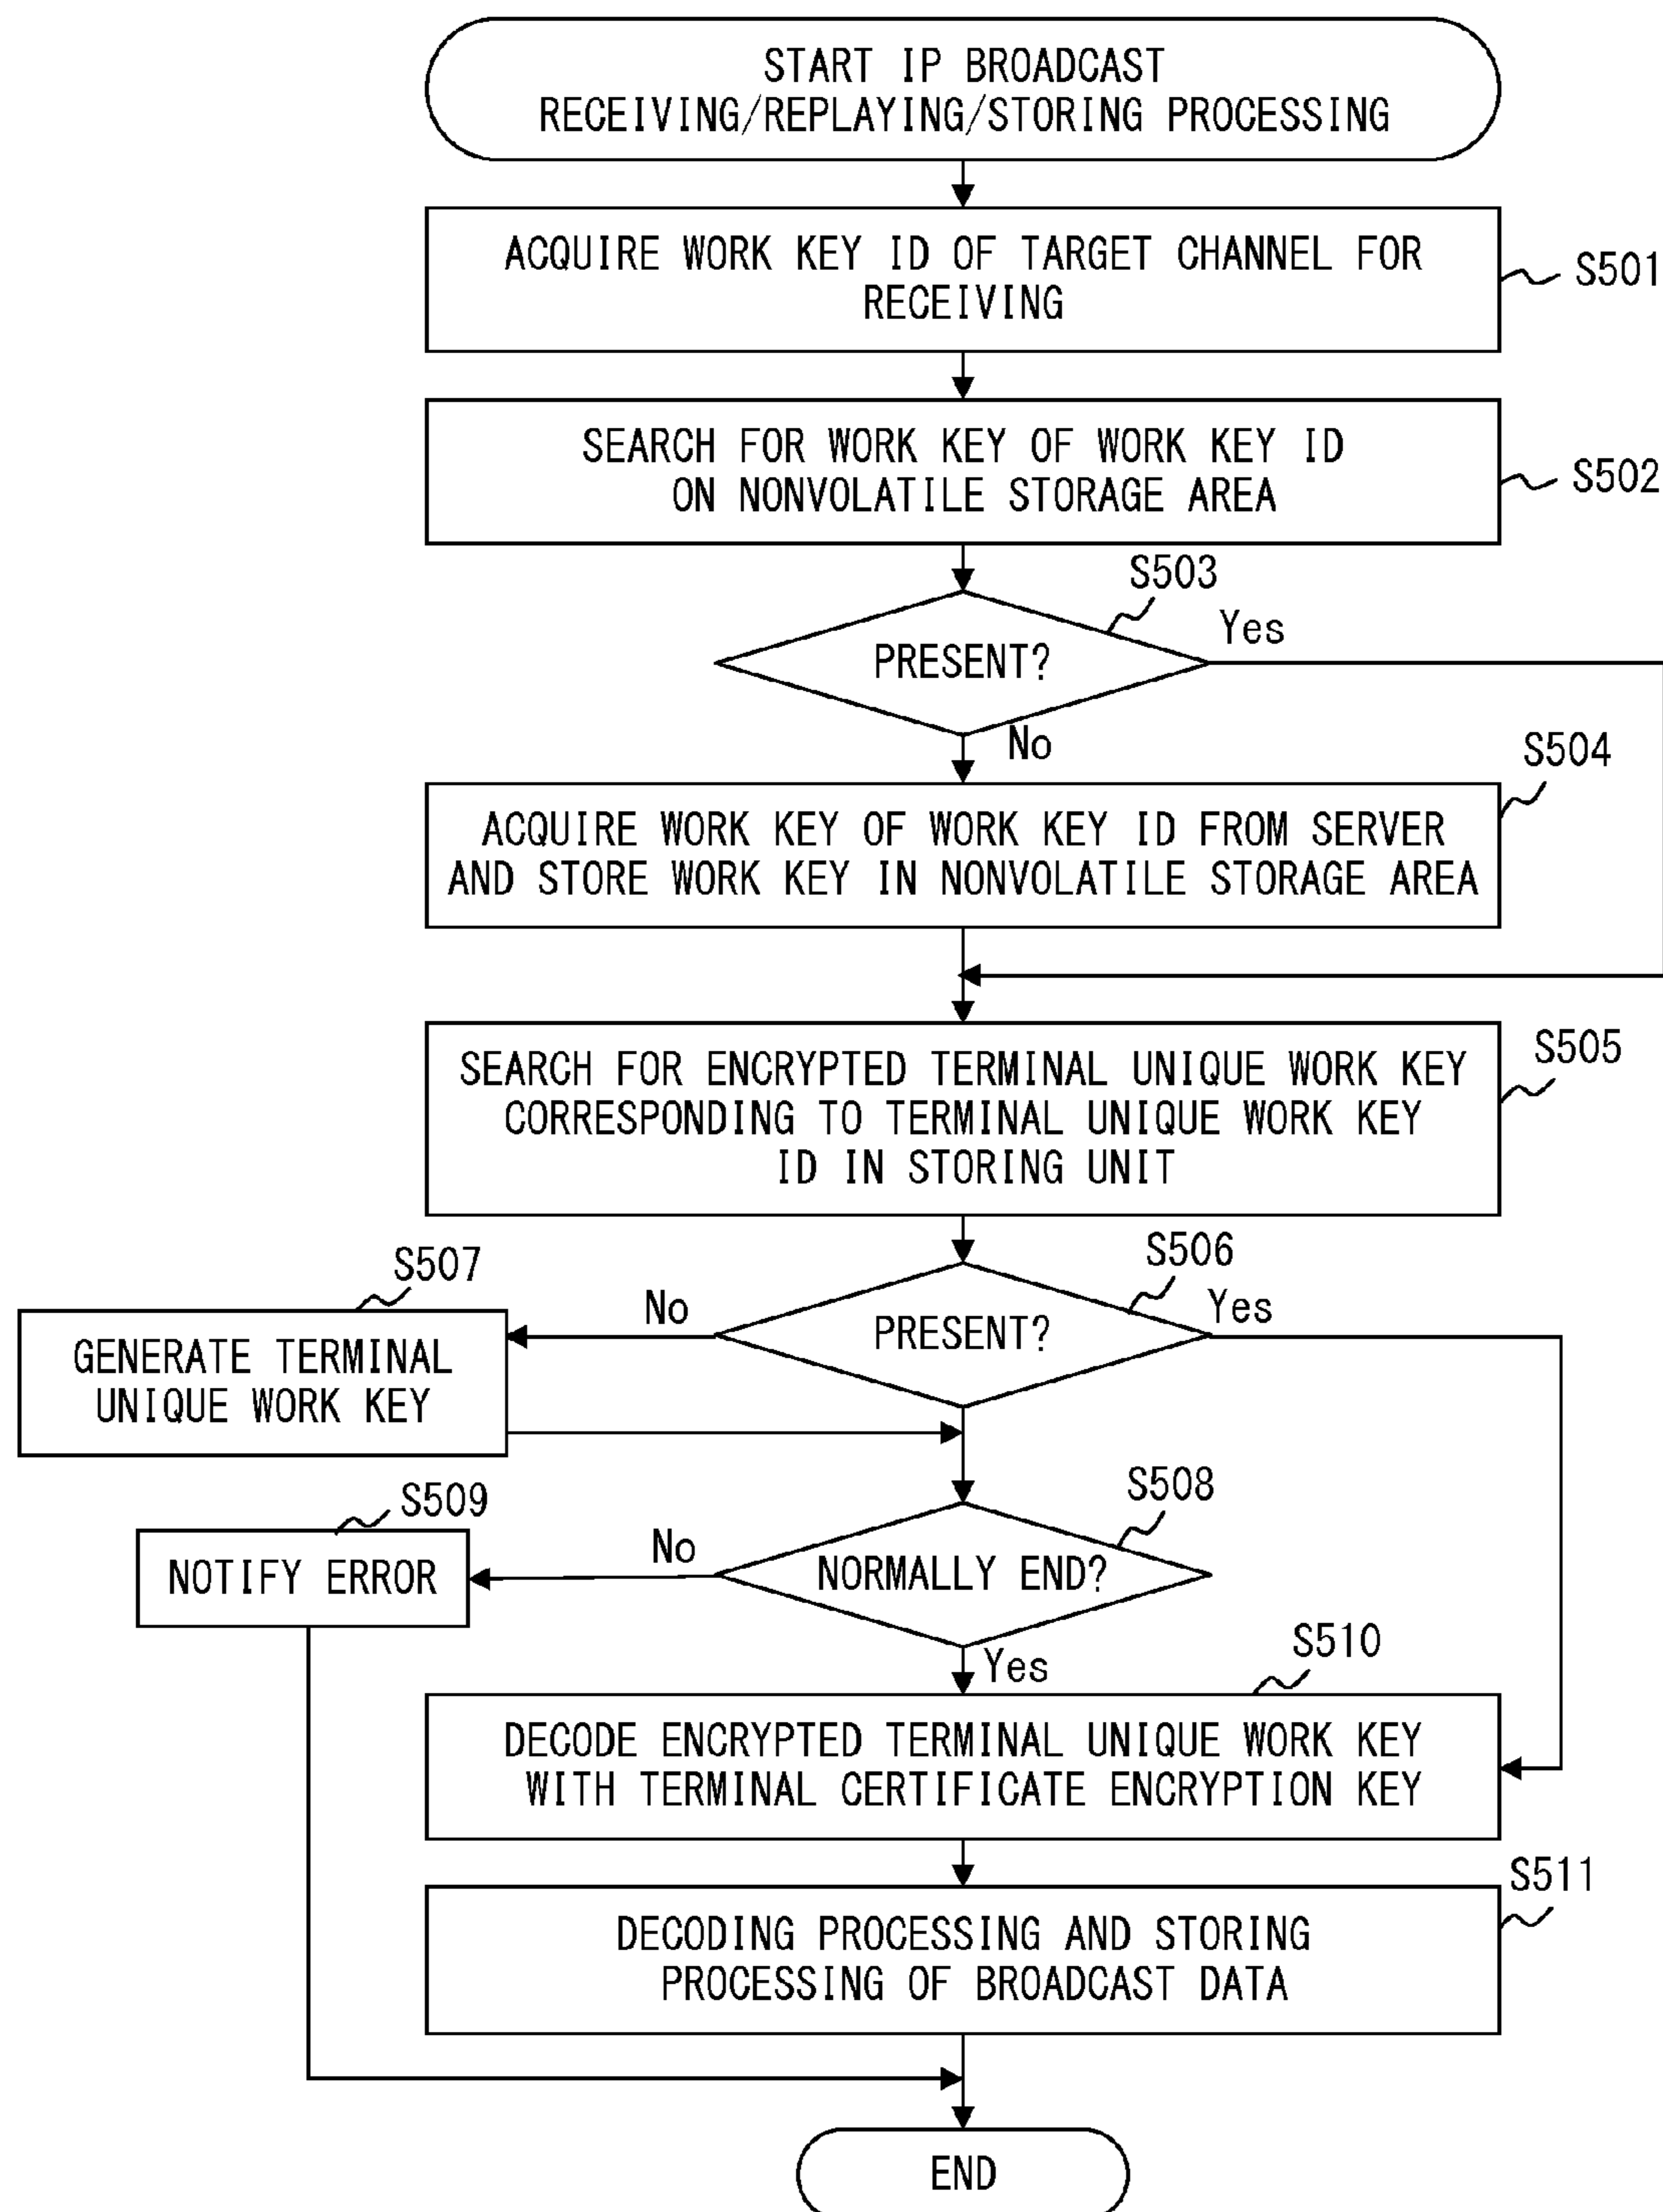 START IP BROADCAST
RECEIVING/REPLAYING/STORING PROCESSING
ACQUIRE WORK KEY ID OF TARGET CHANNEL FOR
RECEIVING
S501
SEARCH FOR WORK KEY OF WORK KEY ID
ON NONVOLATILE STORAGE AREA
S502
S503
PRESENT?
Yes
No
S504
ACQUIRE WORK KEY OF WORK KEY ID FROM SERVER
AND STORE WORK KEY IN NONVOLATILE STORAGE AREA
S505
SEARCH FOR ENCRYPTED TERMINAL UNIQUE WORK KEY
CORRESPONDING TO TERMINAL UNIQUE WORK KEY
ID IN STORING UNIT
S506
PRESENT?
Yes
No
S507
GENERATE TERMINAL
UNIQUE WORK KEY
S508
NORMALLY END?
No
S509
NOTIFY ERROR
Yes
S510
DECODE ENCRYPTED TERMINAL UNIQUE WORK KEY
WITH TERMINAL CERTIFICATE ENCRYPTION KEY
S511
DECODING PROCESSING AND STORING
PROCESSING OF BROADCAST DATA
END